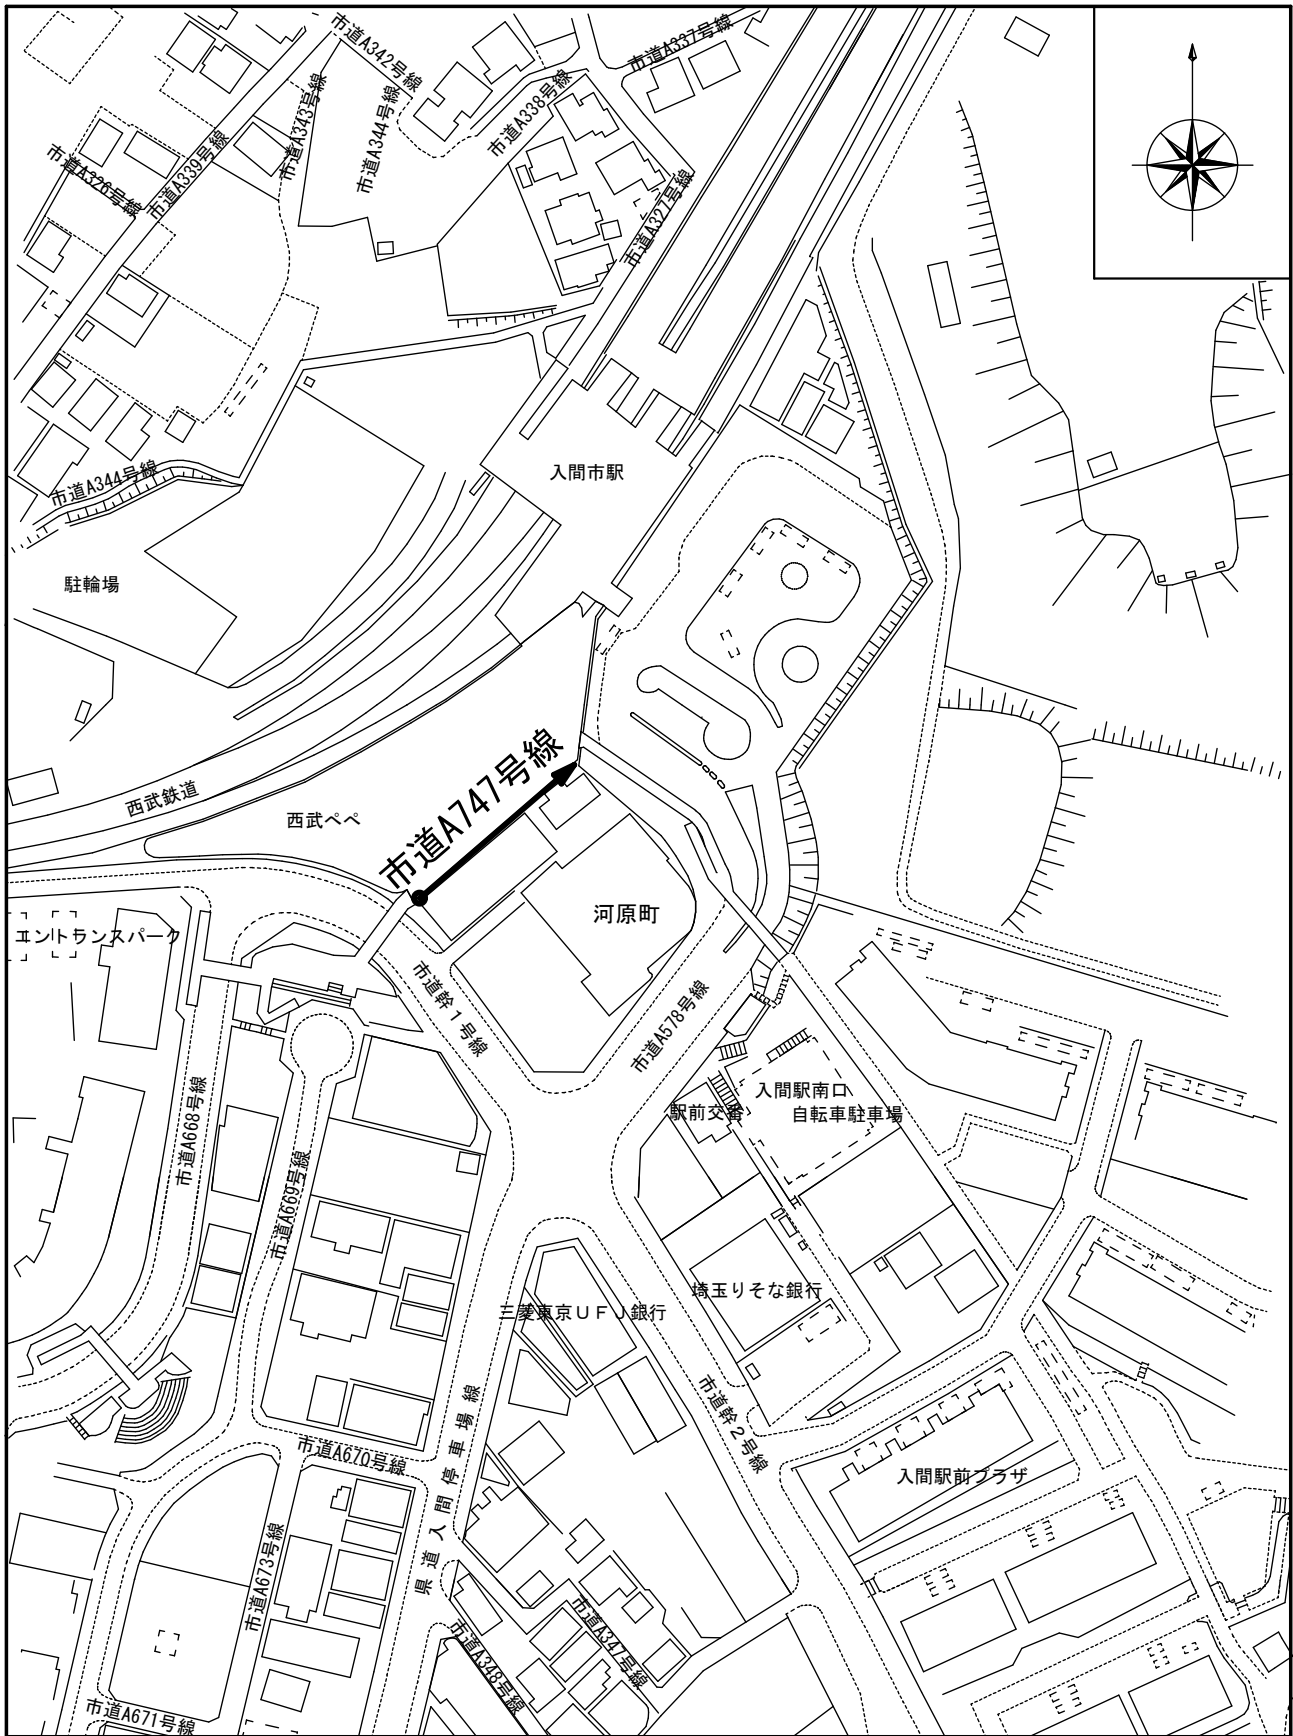 市道A342号線
市道A337号線
市道A343号線
市道A344号線
市道A338号線
市道A326号線
市道A339号線
市道A327号線
市道A344号線
入間市駅
駐輪場
西武鉄道
西武ペペ
市道A747号線
河原町
エントランスパーク
市道幹1号線
市道A578号線
入間駅南口
自転車駐車場
駅前交番
市道A668号線
市道A669号線
埼玉りそな銀行
三菱東京UFJ銀行
市道幹2号線
県道入間停車場線
市道A670号線
入間駅前プラザ
市道A673号線
市道A347号線
市道A348号線
市道A671号線